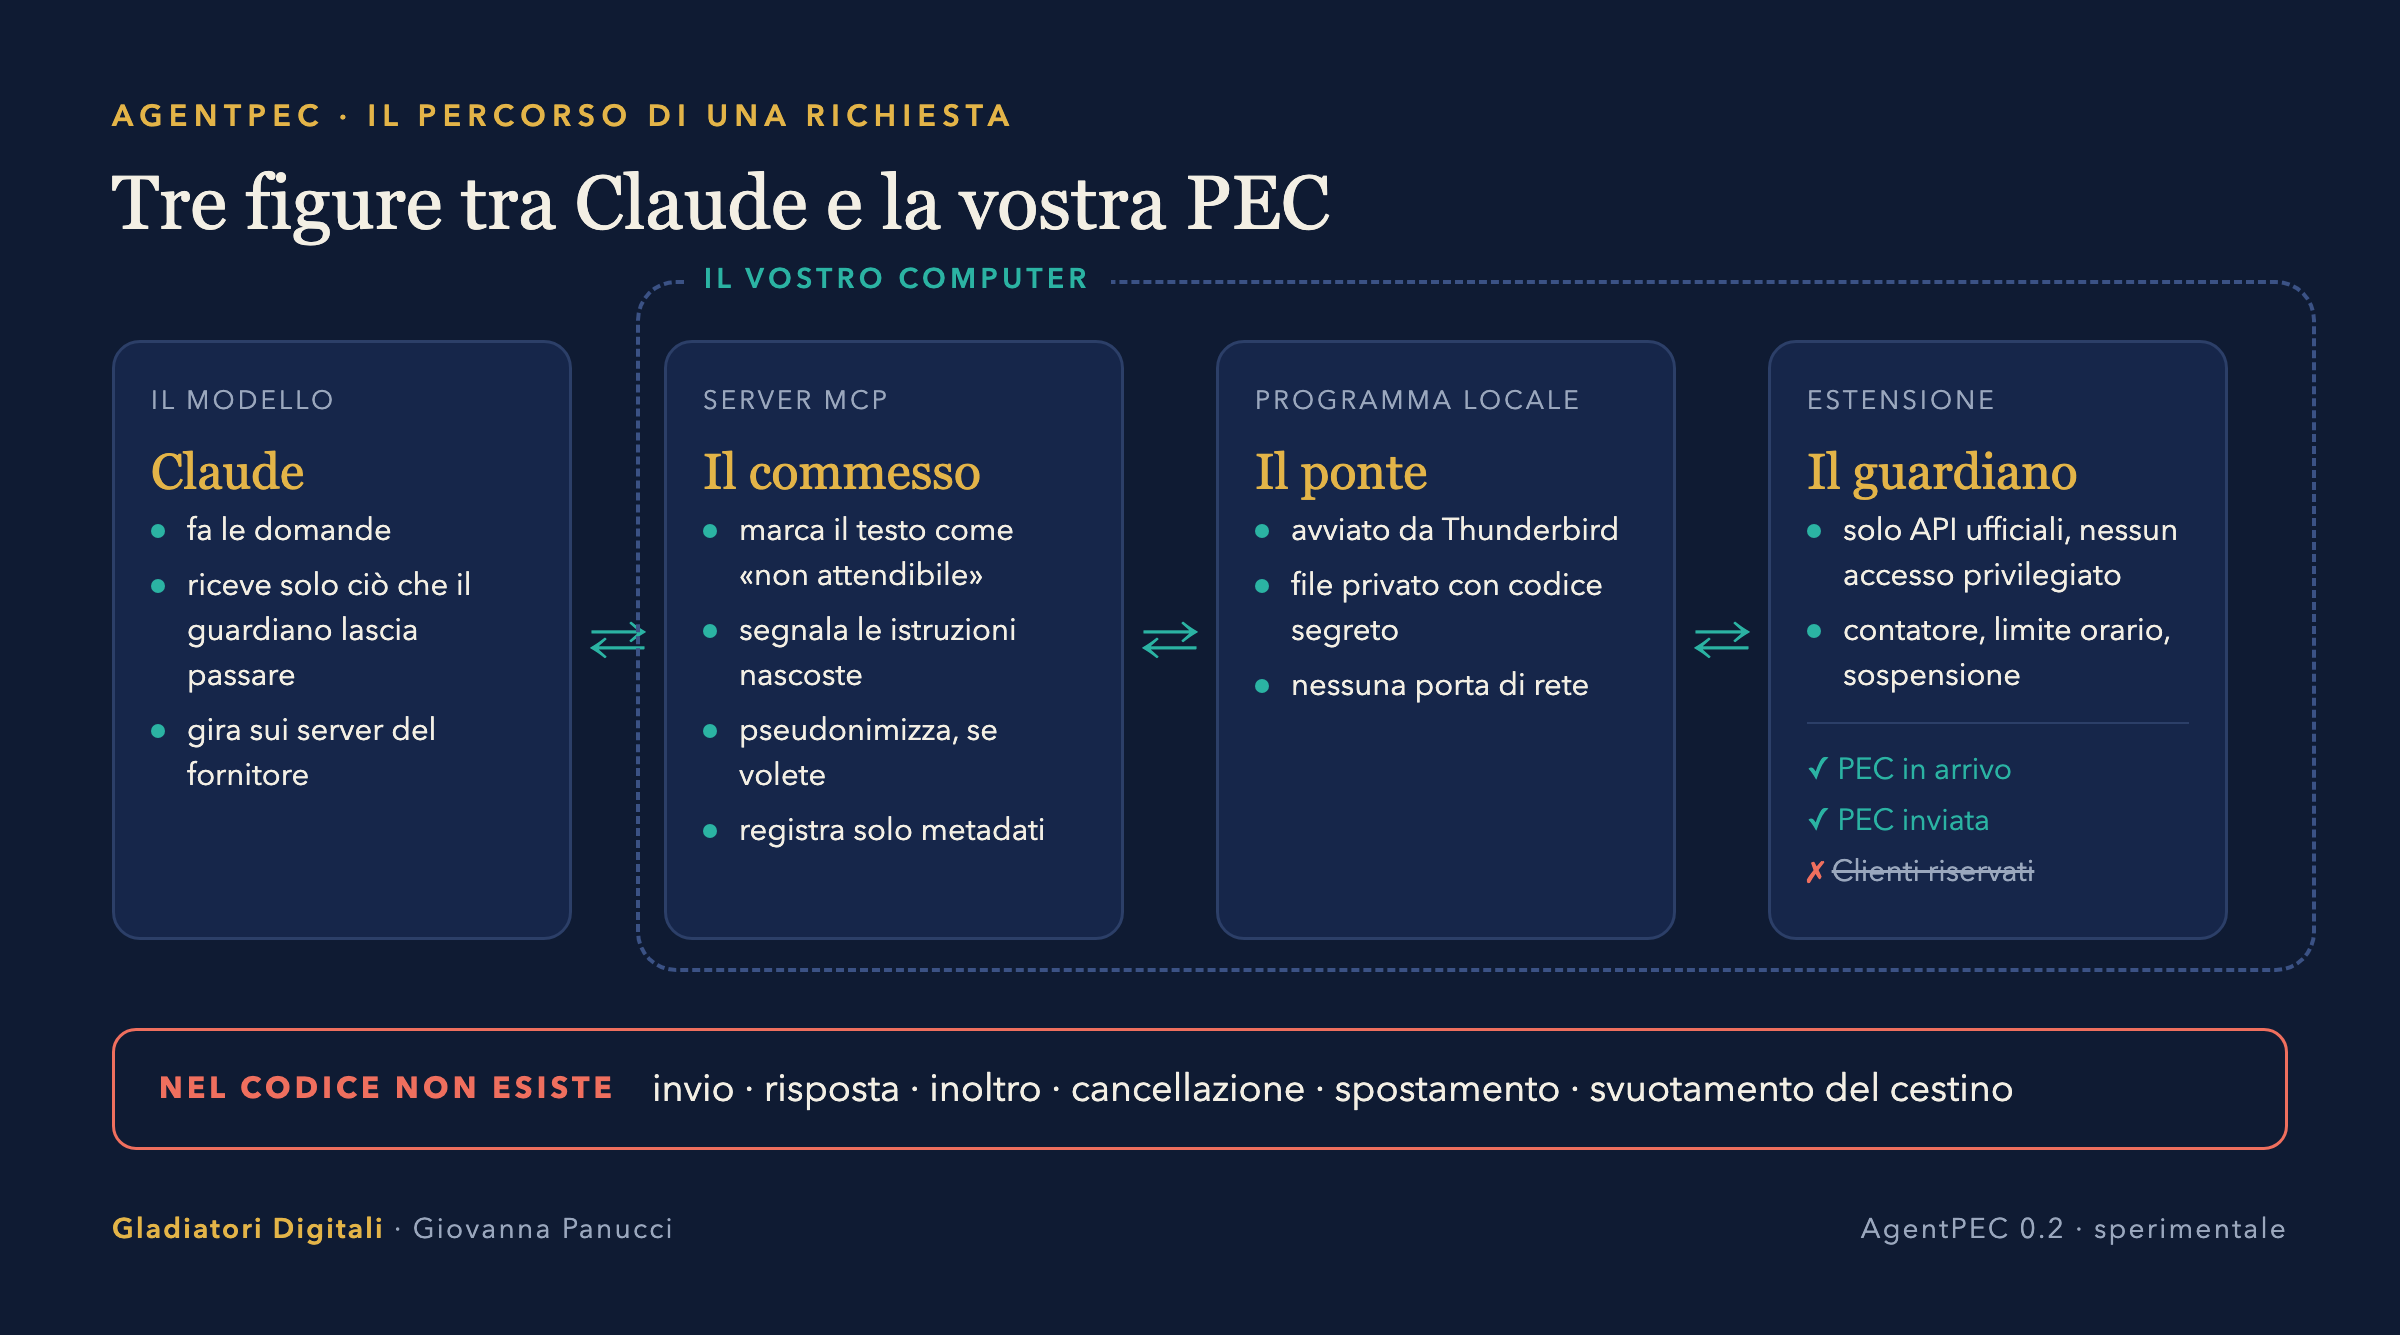 AGENTPEC · IL PERCORSO DI UNA RICHIESTA
Tre figure tra Claude e la vostra PEC
IL VOSTRO COMPUTER
IL MODELLO
Claude
fa le domande
riceve solo ciò che il
guardiano lascia
passare
gira sui server del
fornitore
SERVER MCP
Il commesso
marca il testo come
«non attendibile»
segnala le istruzioni
nascoste
pseudonimizza, se
volete
registra solo metadati
PROGRAMMA LOCALE
Il ponte
avviato da Thunderbird
file privato con codice
segreto
nessuna porta di rete
ESTENSIONE
Il guardiano
solo API ufficiali, nessun
accesso privilegiato
contatore, limite orario,
sospensione
✓ PEC in arrivo
✓ PEC inviata
✗ Clienti riservati
NEL CODICE NON ESISTE invio · risposta · inoltro · cancellazione · spostamento · svuotamento del cestino
Gladiatori Digitali · Giovanna Panucci
AgentPEC 0.2 · sperimentale